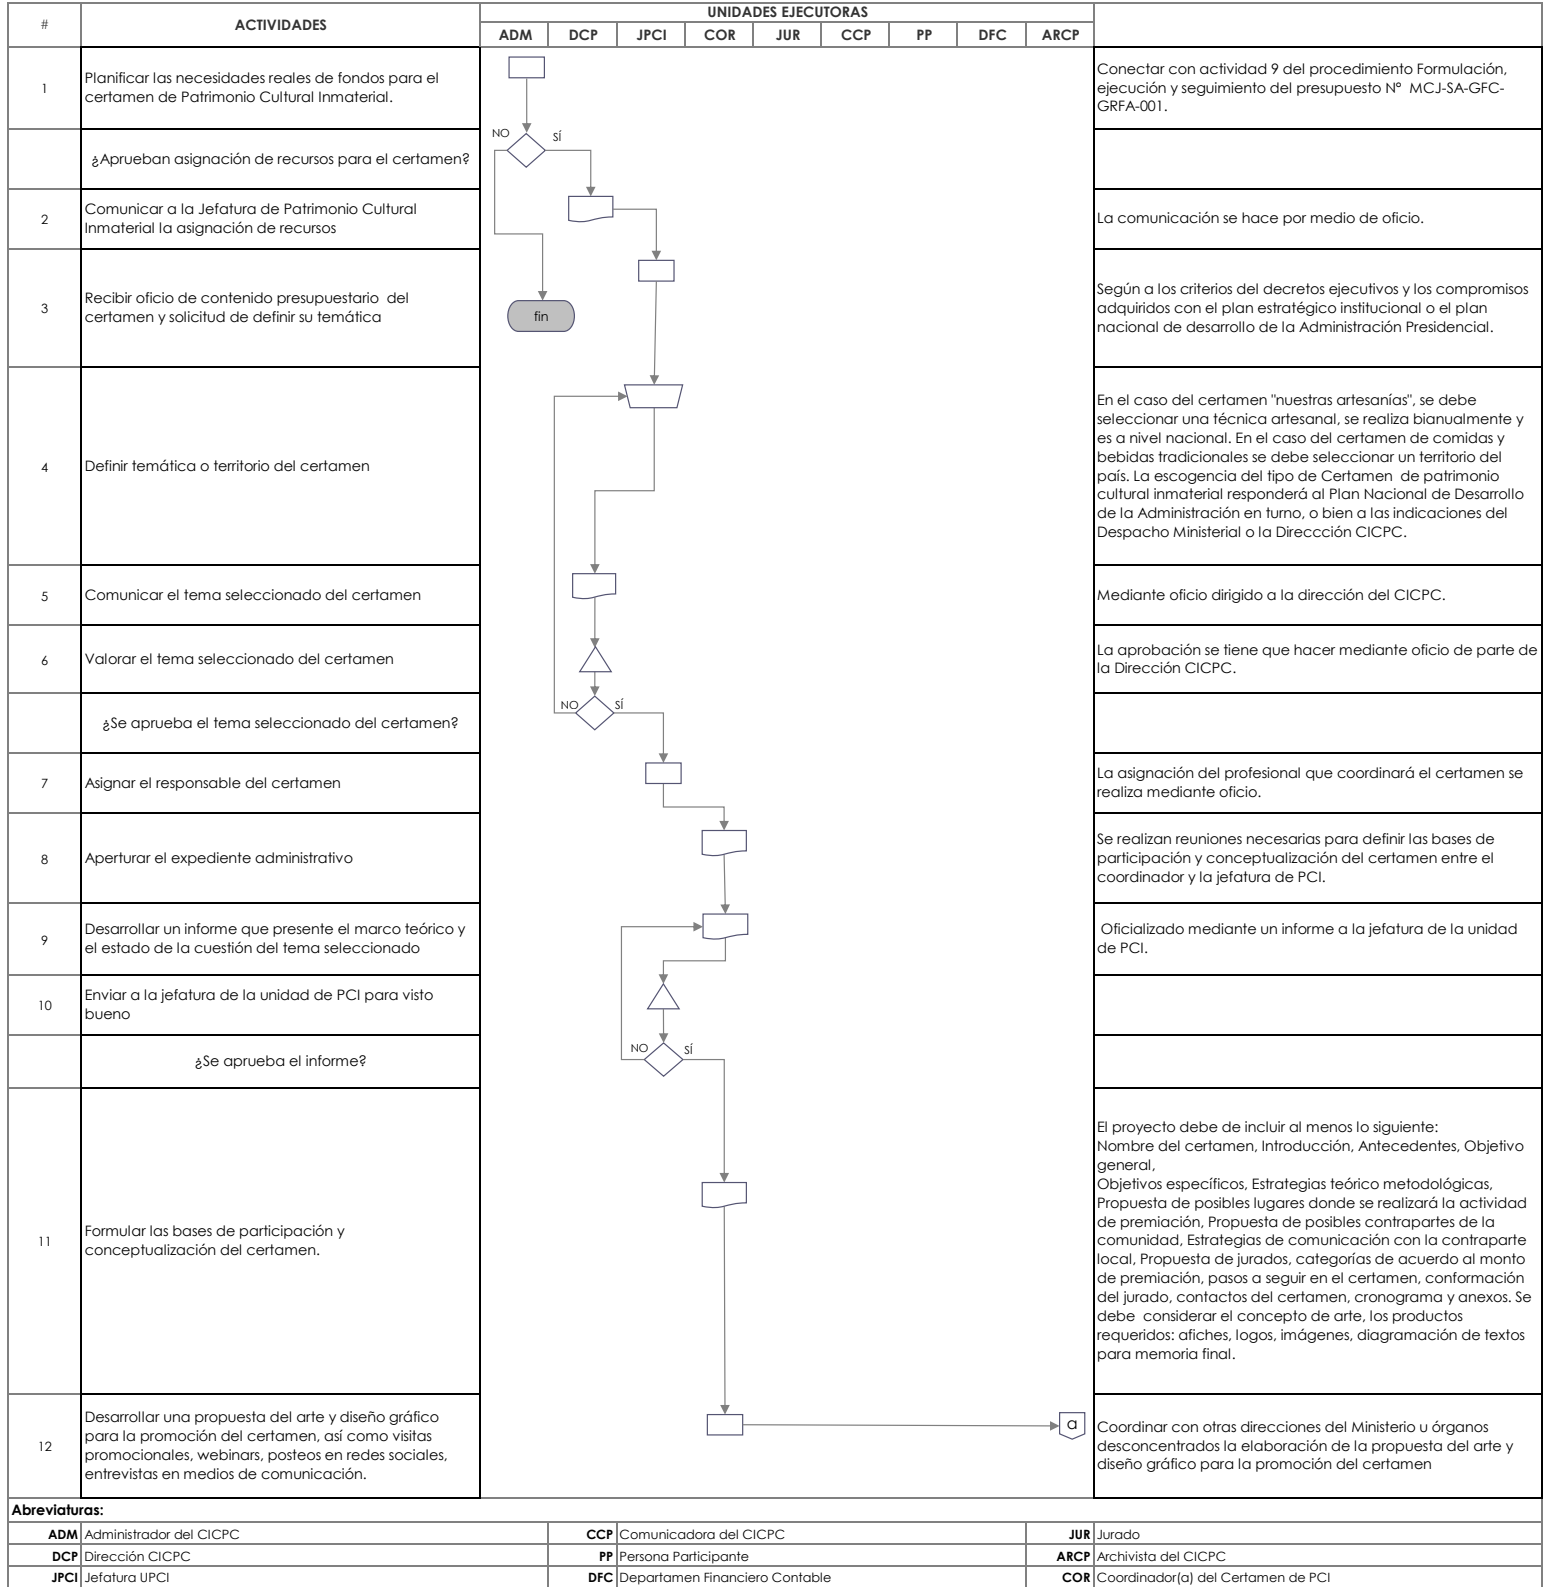 # ACTIVIDADES UNIDADES EJECUTORAS
ADM DCP JPCI COR JUR CCP PP DFC ARCP
1
Planificar las necesidades reales de fondos para el
certamen de Patrimonio Cultural Inmaterial.
Conectar con actividad 9 del procedimiento Formulación,
ejecución y seguimiento del presupuesto Nº  MCJ-SA-GFC-
GRFA-001.
¿Aprueban asignación de recursos para el certamen?
NO SÍ
2
Comunicar a la Jefatura de Patrimonio Cultural
Inmaterial la asignación de recursos
La comunicación se hace por medio de oficio.
3
Recibir oficio de contenido presupuestario  del
certamen y solicitud de definir su temática
fin
Según a los criterios del decretos ejecutivos y los compromisos
adquiridos con el plan estratégico institucional o el plan
nacional de desarrollo de la Administración Presidencial.
4
Definir temática o territorio del certamen
En el caso del certamen "nuestras artesanías", se debe
seleccionar una técnica artesanal, se realiza bianualmente y
es a nivel nacional. En el caso del certamen de comidas y
bebidas tradicionales se debe seleccionar un territorio del
país. La escogencia del tipo de Certamen  de patrimonio
cultural inmaterial responderá al Plan Nacional de Desarrollo
de la Administración en turno, o bien a las indicaciones del
Despacho Ministerial o la Direccción CICPC.
5
Comunicar el tema seleccionado del certamen
Mediante oficio dirigido a la dirección del CICPC.
6
Valorar el tema seleccionado del certamen
La aprobación se tiene que hacer mediante oficio de parte de
la Dirección CICPC.
¿Se aprueba el tema seleccionado del certamen?
NO SÍ
7
Asignar el responsable del certamen
La asignación del profesional que coordinará el certamen se
realiza mediante oficio.
8
Aperturar el expediente administrativo
Se realizan reuniones necesarias para definir las bases de
participación y conceptualización del certamen entre el
coordinador y la jefatura de PCI.
9
Desarrollar un informe que presente el marco teórico y
el estado de la cuestión del tema seleccionado
Oficializado mediante un informe a la jefatura de la unidad
de PCI.
10
Enviar a la jefatura de la unidad de PCI para visto
bueno
¿Se aprueba el informe?
NO SÍ
11
Formular las bases de participación y
conceptualización del certamen.
El proyecto debe de incluir al menos lo siguiente:
Nombre del certamen, Introducción, Antecedentes, Objetivo
general,
Objetivos específicos, Estrategias teórico metodológicas,
Propuesta de posibles lugares donde se realizará la actividad
de premiación, Propuesta de posibles contrapartes de la
comunidad, Estrategias de comunicación con la contraparte
local, Propuesta de jurados, categorías de acuerdo al monto
de premiación, pasos a seguir en el certamen, conformación
del jurado, contactos del certamen, cronograma y anexos. Se
debe  considerar el concepto de arte, los productos
requeridos: afiches, logos, imágenes, diagramación de textos
para memoria final.
12
Desarrollar una propuesta del arte y diseño gráfico
para la promoción del certamen, así como visitas
promocionales, webinars, posteos en redes sociales,
entrevistas en medios de comunicación.
a
Coordinar con otras direcciones del Ministerio u órganos
desconcentrados la elaboración de la propuesta del arte y
diseño gráfico para la promoción del certamen
Abreviaturas:
ADM Administrador del CICPC CCP Comunicadora del CICPC JUR Jurado
DCP Dirección CICPC PP Persona Participante ARCP Archivista del CICPC
JPCI Jefatura UPCI DFC Departamen Financiero Contable COR Coordinador(a) del Certamen de PCI